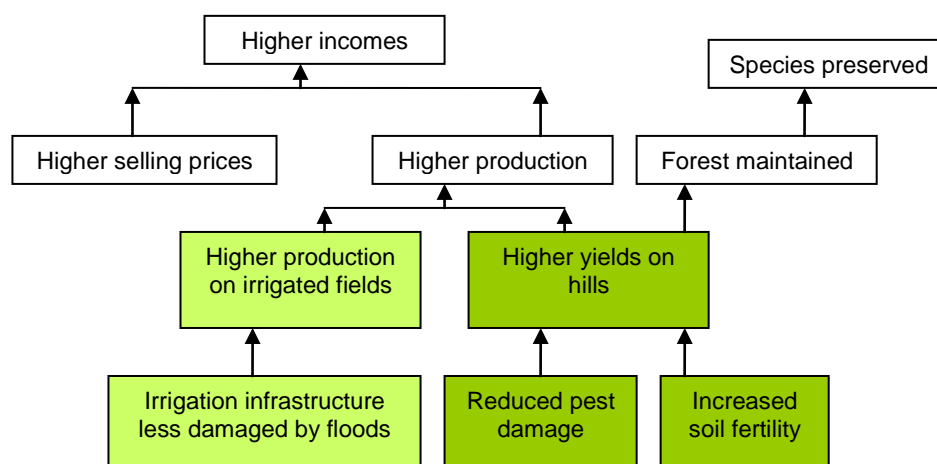 Higher incomes
Species preserved
Higher selling prices
Higher production
Forest maintained
Higher production
on irrigated fields
Higher yields on
hills
Irrigation infrastructure
less damaged by floods
Reduced pest
damage
Increased
soil fertility